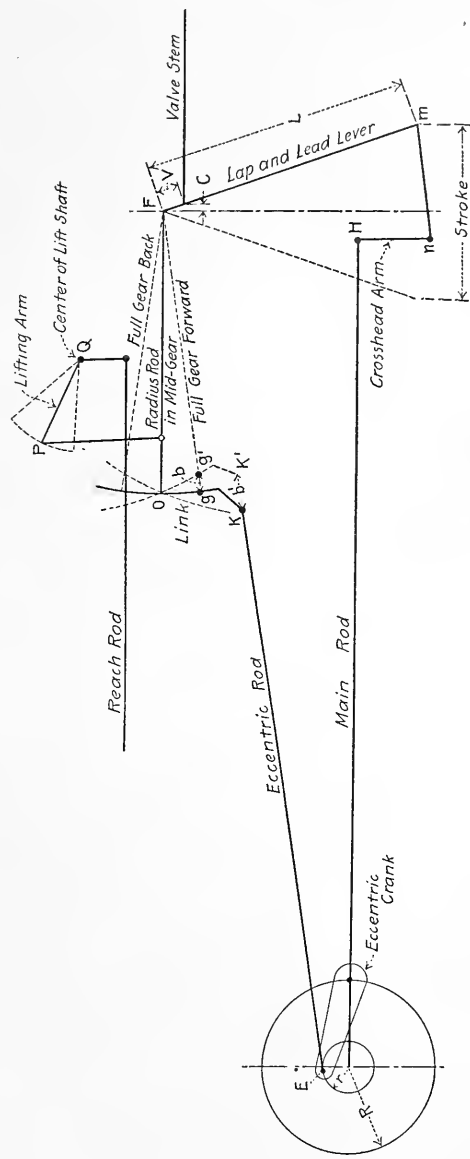 Lifting Arm
Center of Lift Shaft
P
Q
Reach Rod
Full Gear Back
Radius Rod
in Mid-Gear
Full Gear Forward
F
V
C
Valve Stem
L
Lap and Lead Lever
O
b
g
g'
Link
K
b'
K'
H
Crosshead Arm
n
m
Stroke
Eccentric Rod
Main Rod
E
r
R
Eccentric
Crank